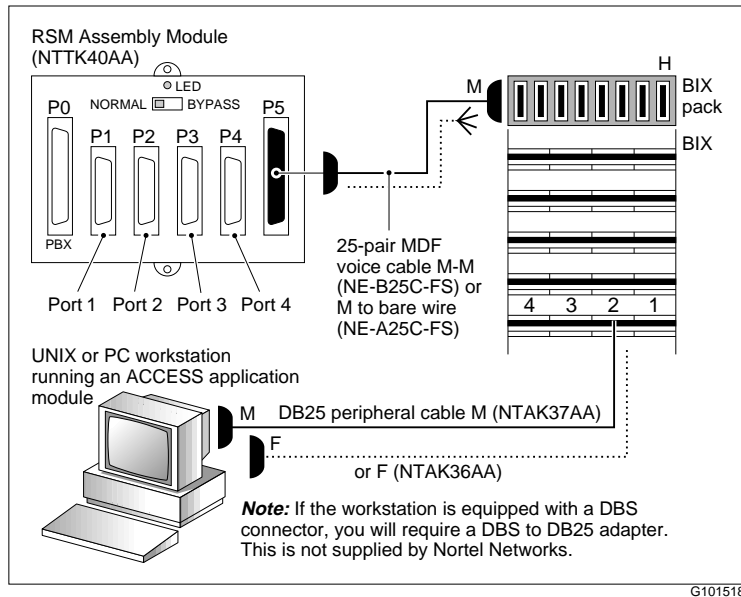 RSM Assembly Module
(NTTK40AA)
LED
NORMAL BYPASS
P0
P1 P2 P3 P4
P5
PBX
Port 1 Port 2 Port 3 Port 4
M
H
BIX
pack
BIX
25-pair MDF
voice cable M-M
(NE-B25C-FS) or
M to bare wire
(NE-A25C-FS)
4 3 2 1
UNIX or PC workstation
running an ACCESS application
module
M
DB25 peripheral cable M (NTAK37AA)
F
or F (NTAK36AA)
Note: If the workstation is equipped with a DBS
connector, you will require a DBS to DB25 adapter.
This is not supplied by Nortel Networks.
G101518